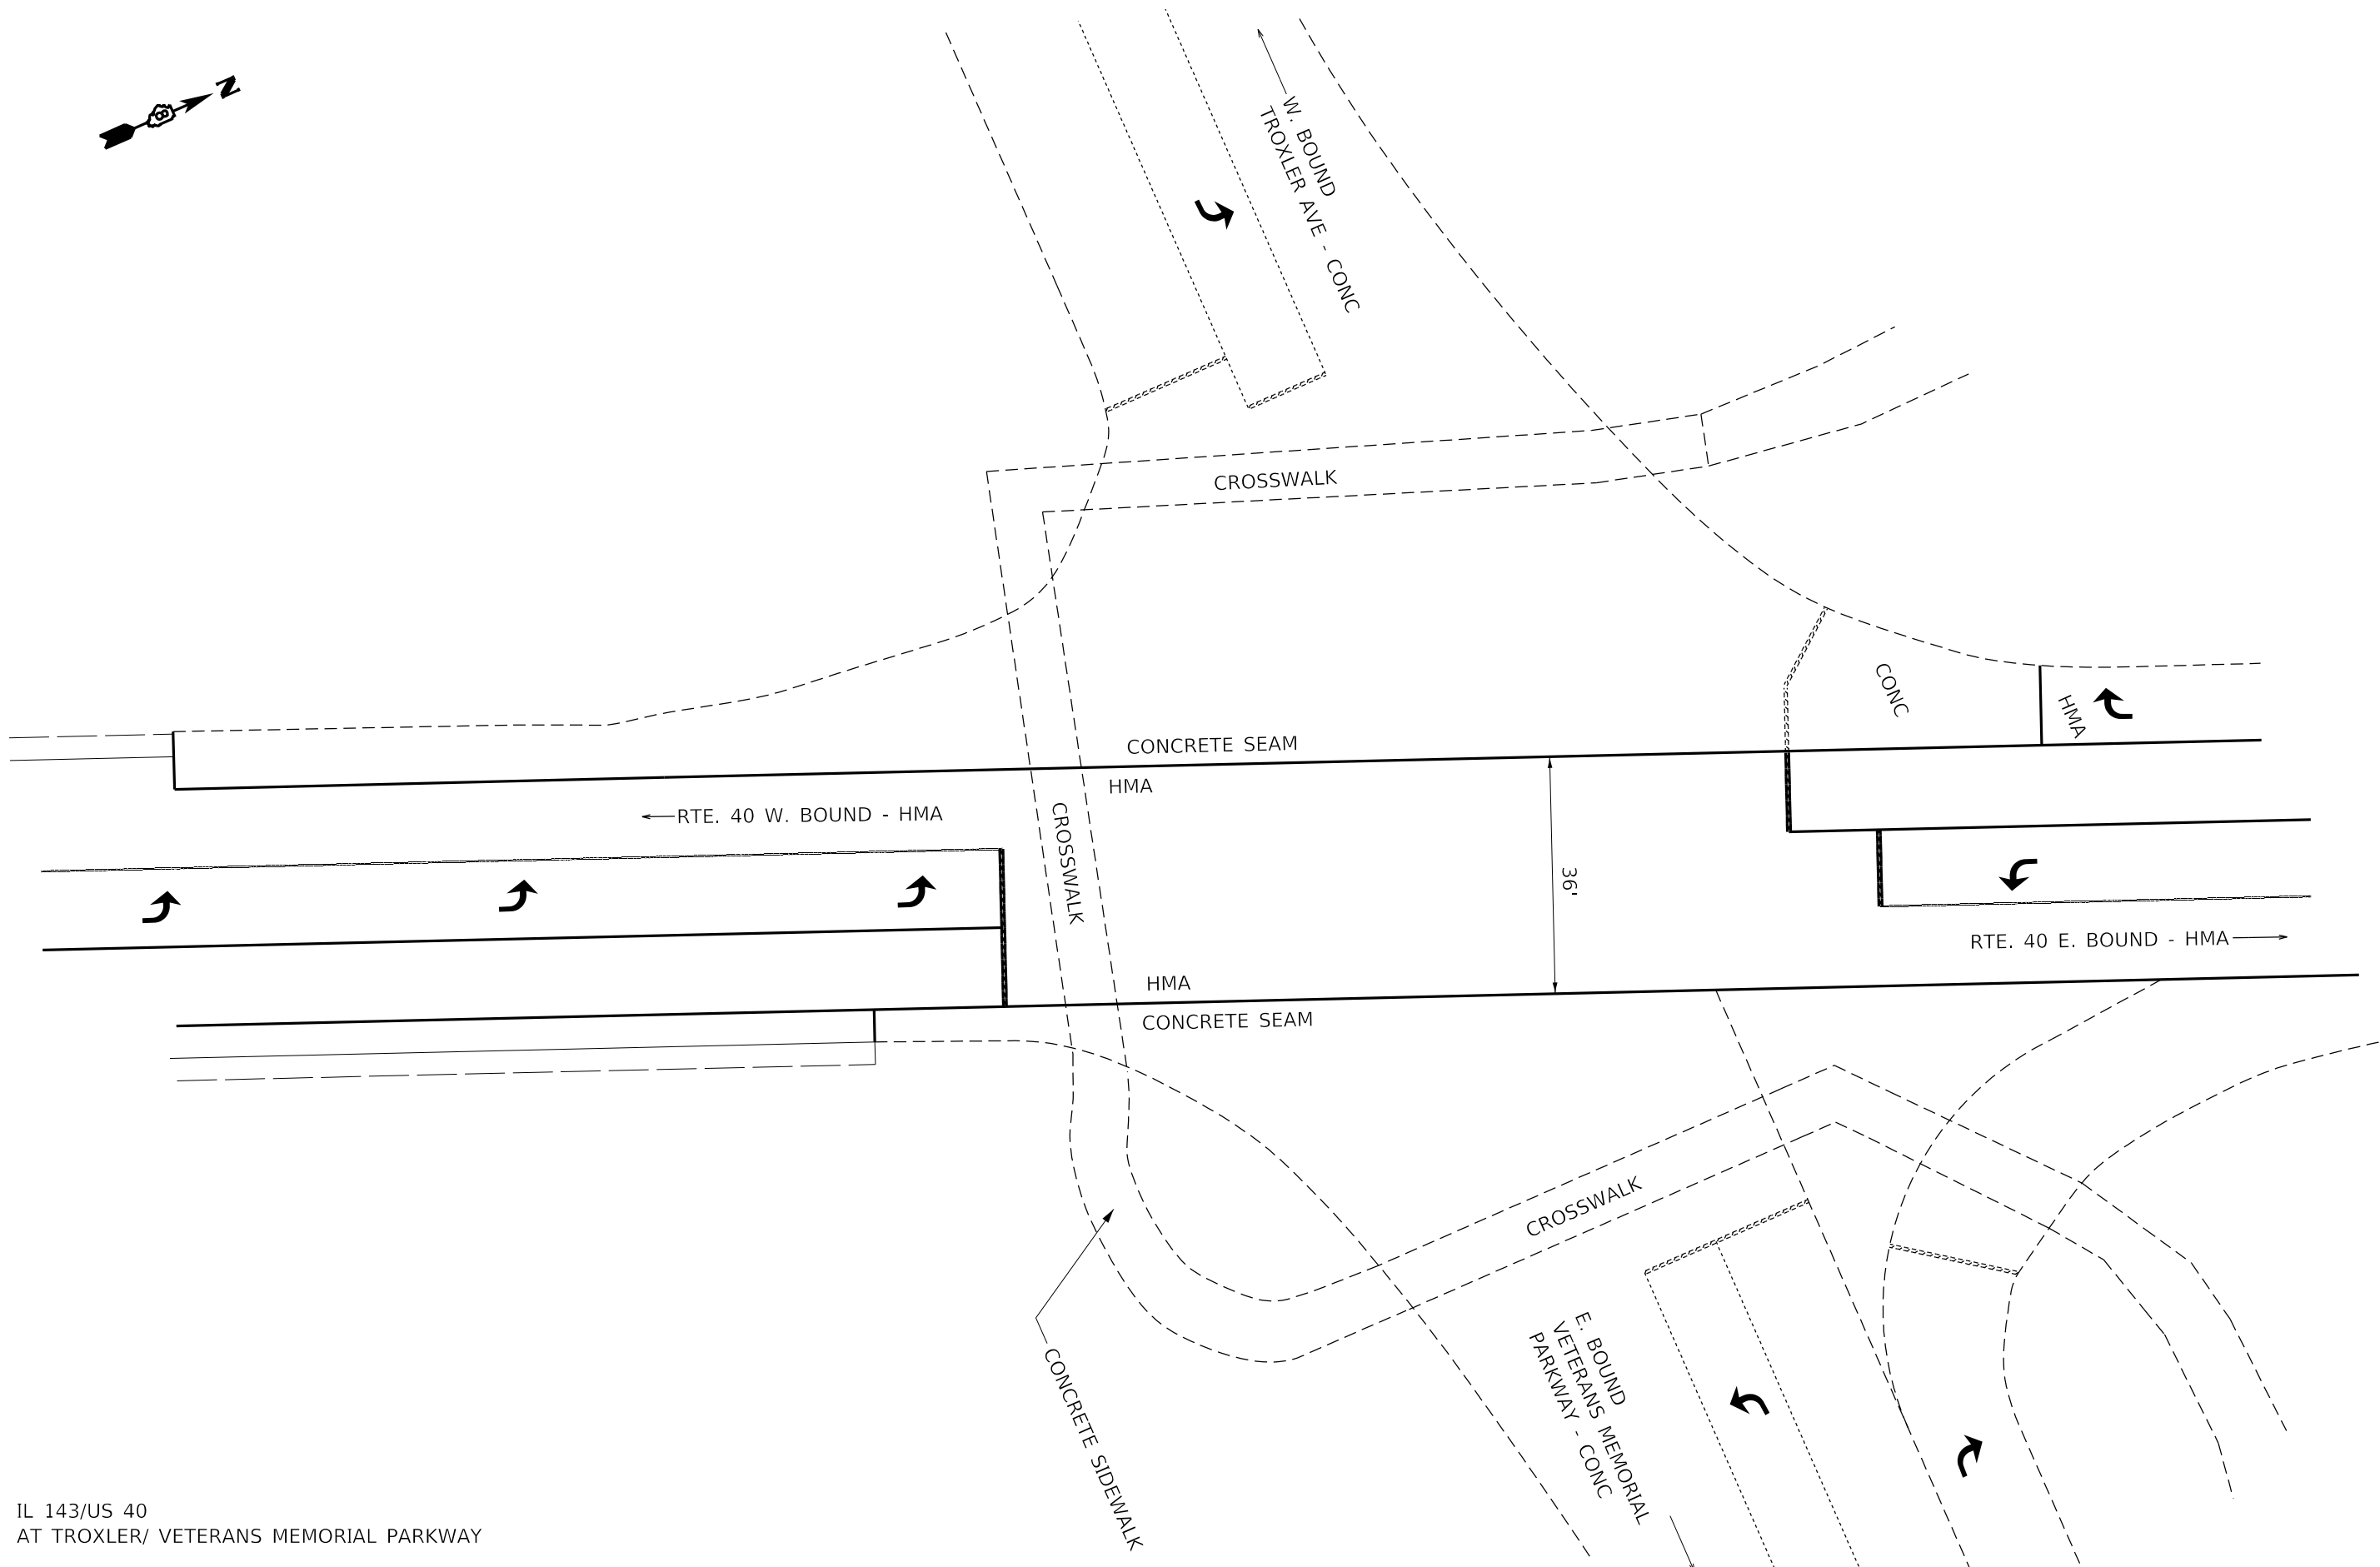 N
W. BOUND
TROXLER AVE - CONC
CROSSWALK
CONC
HMA
CONCRETE SEAM
HMA
RTE. 40 W. BOUND - HMA
CROSSWALK
36'
RTE. 40 E. BOUND - HMA
HMA
CONCRETE SEAM
CROSSWALK
E. BOUND
VETERANS MEMORIAL
PARKWAY - CONC
CONCRETE SIDEWALK
IL 143/US 40
AT TROXLER/ VETERANS MEMORIAL PARKWAY